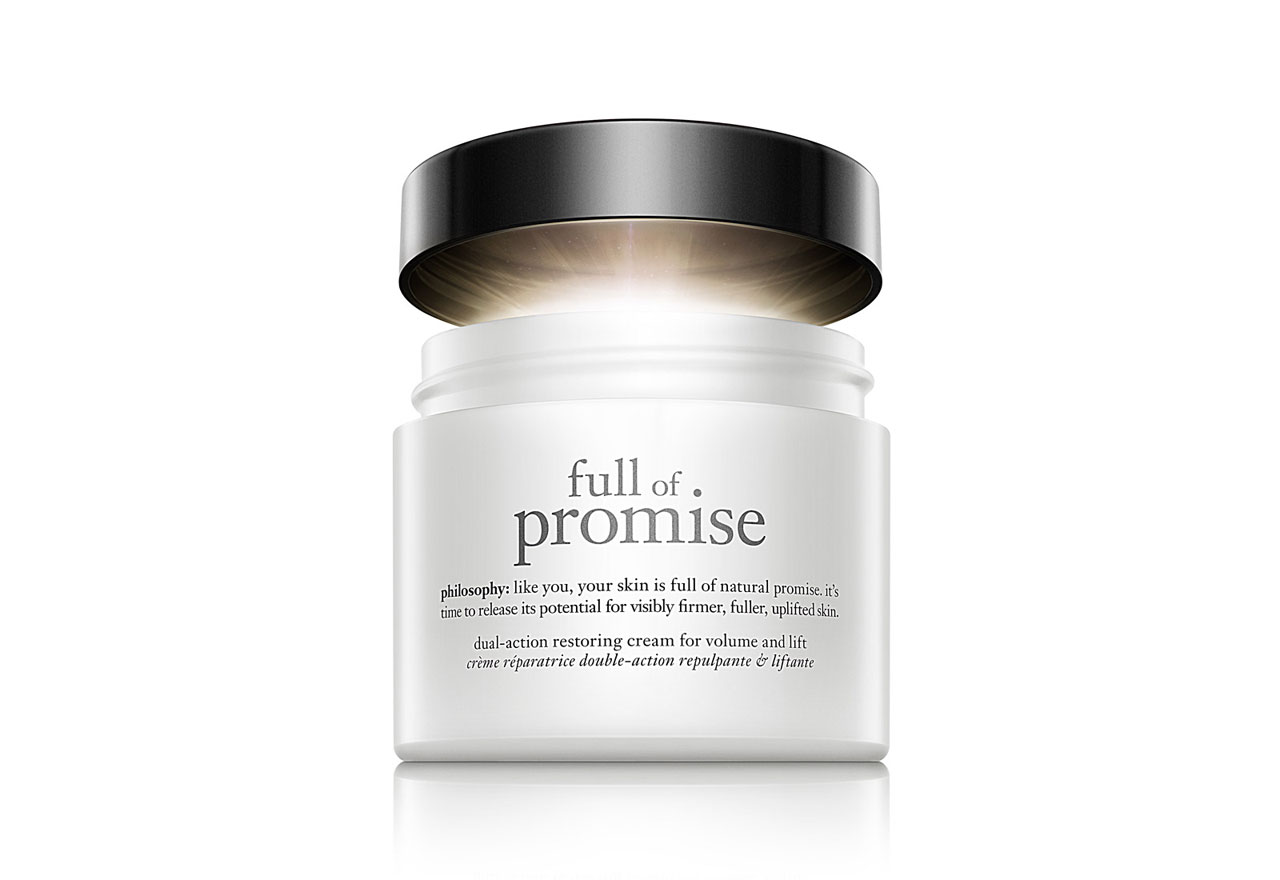 full of
promise
philosophy: like you, your skin is full of natural promise. it's
time to release its potential for visibly firmer, fuller, uplifted skin.
dual-action restoring cream for volume and lift
crème réparatrice double-action repulpante & liftante